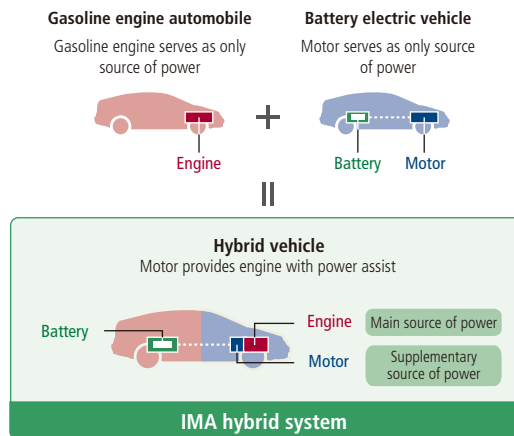 Gasoline engine automobile
Gasoline engine serves as only
source of power
Engine
Battery electric vehicle
Motor serves as only source
of power
Battery
Motor
Hybrid vehicle
Motor provides engine with power assist
Battery
Engine
Main source of power
Motor
Supplementary
source of power
IMA hybrid system